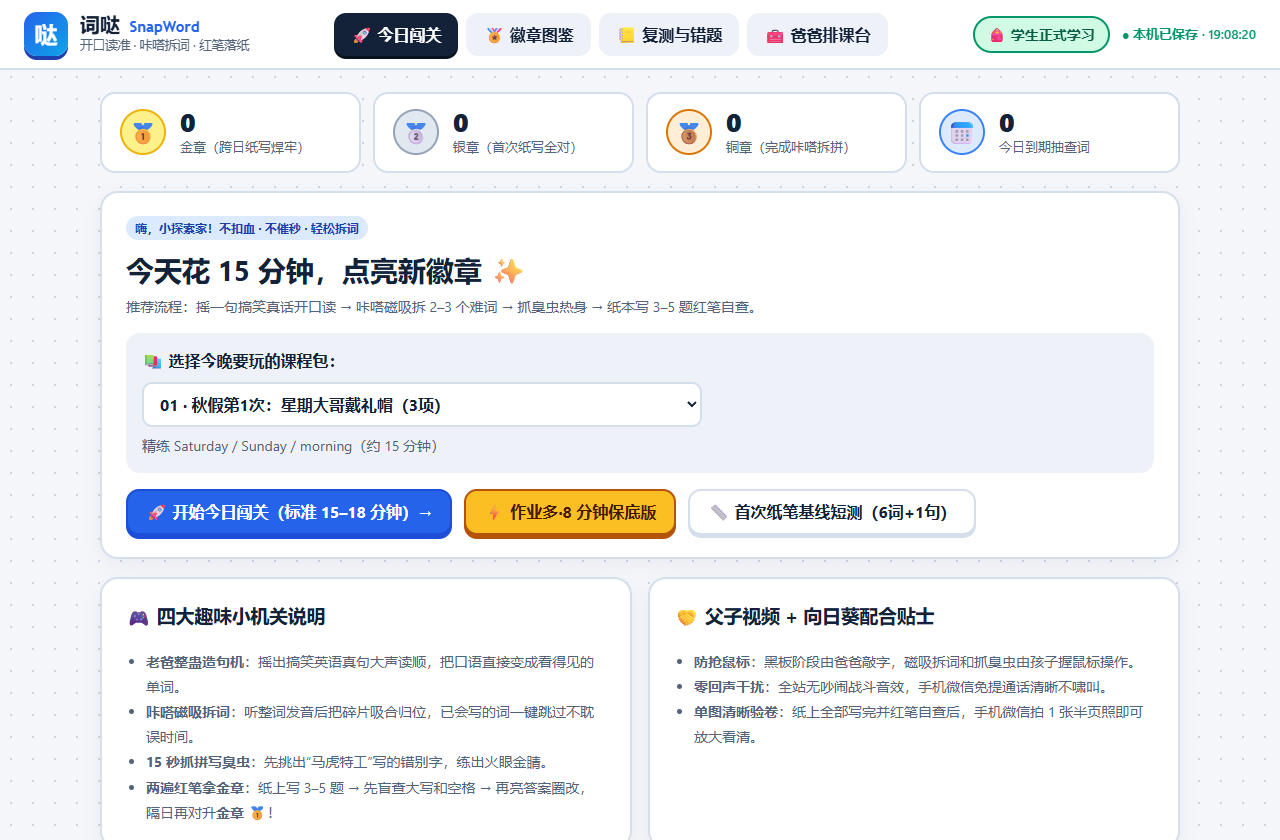 哒
词哒 SnapWord
开口读准 · 咔嗒拆词 · 红笔落纸
🚀 今日闯关
🏅 徽章图鉴
📒 复测与错题
🧰 爸爸排课台
🎒 学生正式学习
● 本机已保存 · 19:08:20
0
金章（跨日纸写焊牢）
0
银章（首次纸写全对）
0
铜章（完成咔嗒拆拼）
0
今日到期抽查词
嗨，小探索家！不扣血 · 不催秒 · 轻松拆词
今天花 15 分钟，点亮新徽章 ✨
推荐流程：摇一句搞笑真话开口读 → 咔嗒磁吸拆 2–3 个难词 → 抓臭虫热身 → 纸本写 3–5 题红笔自查。
选择今晚要玩的课程包：
01 · 秋假第1次：星期大哥戴礼帽（3项）
精练 Saturday / Sunday / morning（约 15 分钟）
🚀 开始今日闯关（标准 15–18 分钟）→
⚡ 作业多·8 分钟保底版
📏 首次纸笔基线短测（6词+1句）
🎮 四大趣味小机关说明
• 老爸整蛊造句机：摇出搞笑英语真句大声读顺，把口语直接变成看得见的
单词。
• 咔嗒磁吸拆词：听整词发音后把碎片吸合归位，已会写的词一键跳过不耽
误时间。
• 15 秒抓拼写臭虫：先挑出“马虎特工”写的错别字，练出火眼金睛。
• 两遍红笔拿金章：纸上写 3–5 题 → 先盲查大写和空格 → 再亮答案圈改，
隔日再对升金章 🥇！
🤝 父子视频 + 向日葵配合贴士
• 防抢鼠标：黑板阶段由爸爸敲字，磁吸拆词和抓臭虫由孩子握鼠标操作。
• 零回声干扰：全站无吵闹战斗音效，手机微信免提通话清晰不啸叫。
• 单图清晰验卷：纸上全部写完并红笔自查后，手机微信拍 1 张半页照即可
放大看清。